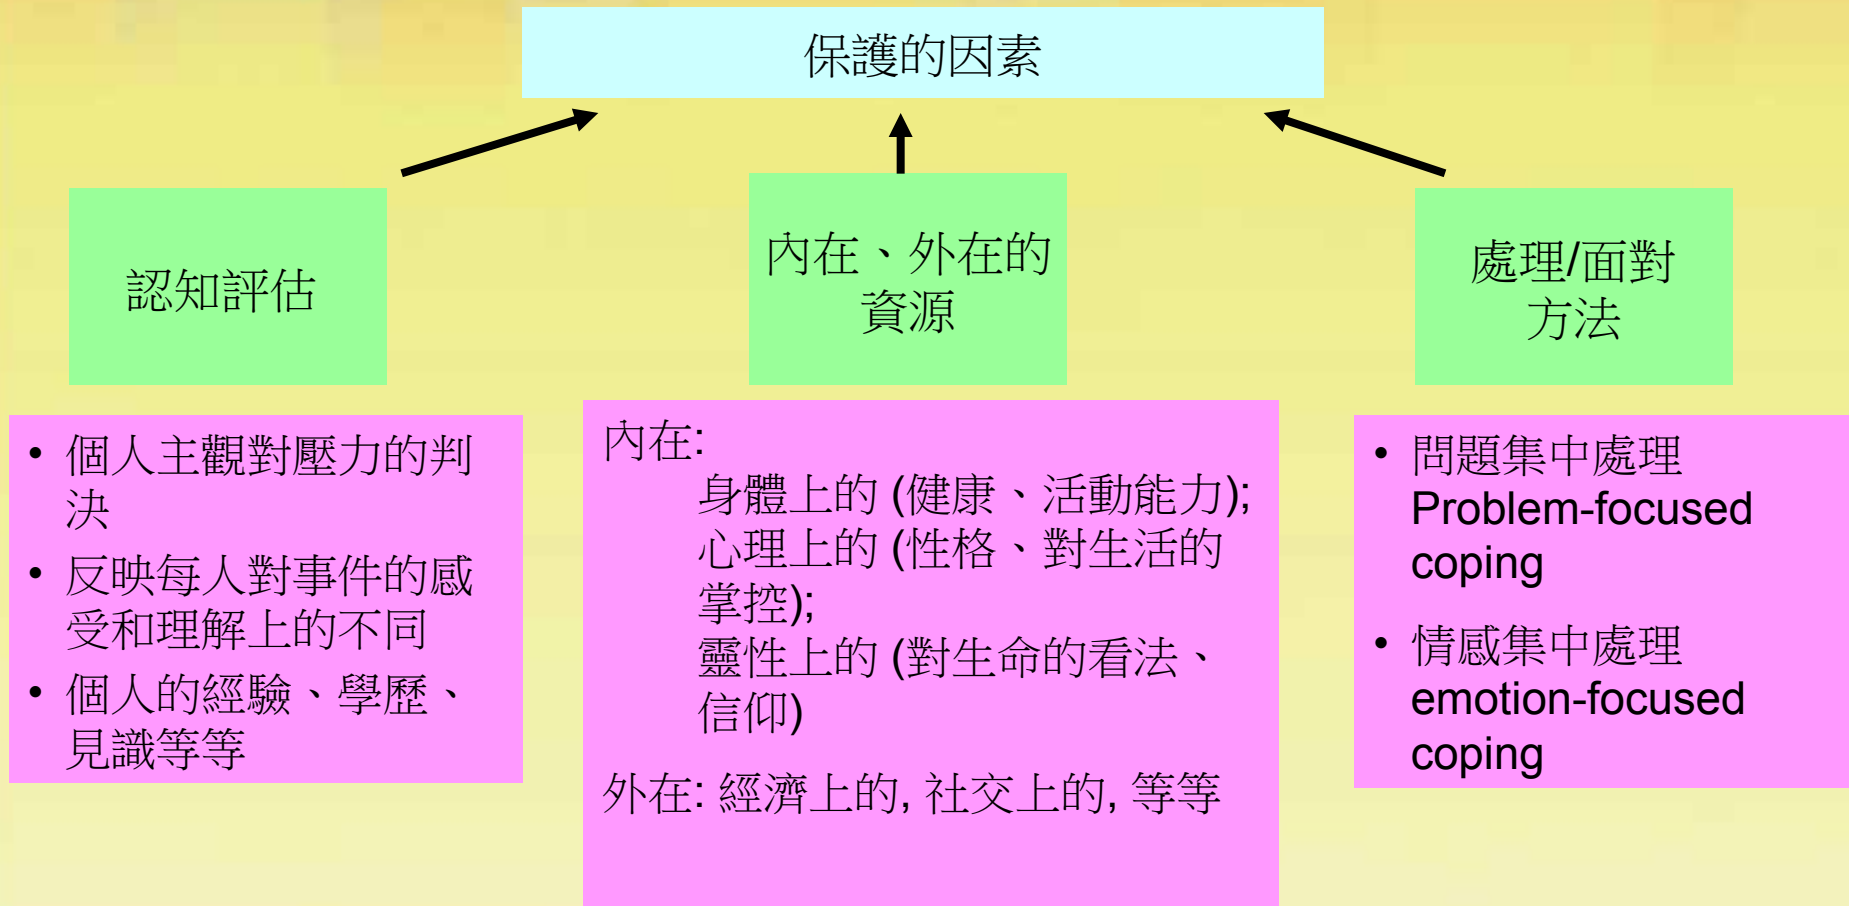 保護的因素
認知評估
內在、外在的
資源
處理/面對
方法
• 個人主觀對壓力的判
決
• 反映每人對事件的感
受和理解上的不同
• 個人的經驗、學歷、
見識等等
內在:
身體上的 (健康、活動能力);
心理上的 (性格、對生活的
掌控);
靈性上的 (對生命的看法、
信仰)
外在: 經濟上的, 社交上的, 等等
• 問題集中處理
Problem-focused
coping
• 情感集中處理
emotion-focused
coping